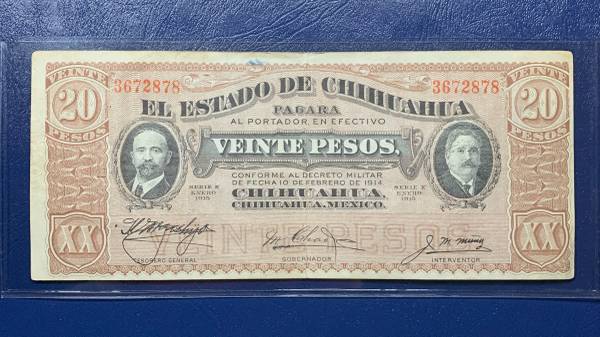 VEINTE 20 PESOS
3672878 3672878
EL ESTADO DE CHIHUAHUA
VEINTE 20 PESOS
PAGARA
AL PORTADOR, EN EFECTIVO
VEINTE PESOS,
CONFORME AL DECRETO MILITAR
DE FECHA 10 DE FEBRERO DE 1914.
CHIHUAHUA,
CHIHUAHUA, MEXICO.
SERIE
ENERO
1915
SERIE
ENERO
1915
XX
VEINTE PESOS
XX
TESORERO GENERAL
GOBERNADOR
INTERVENTOR